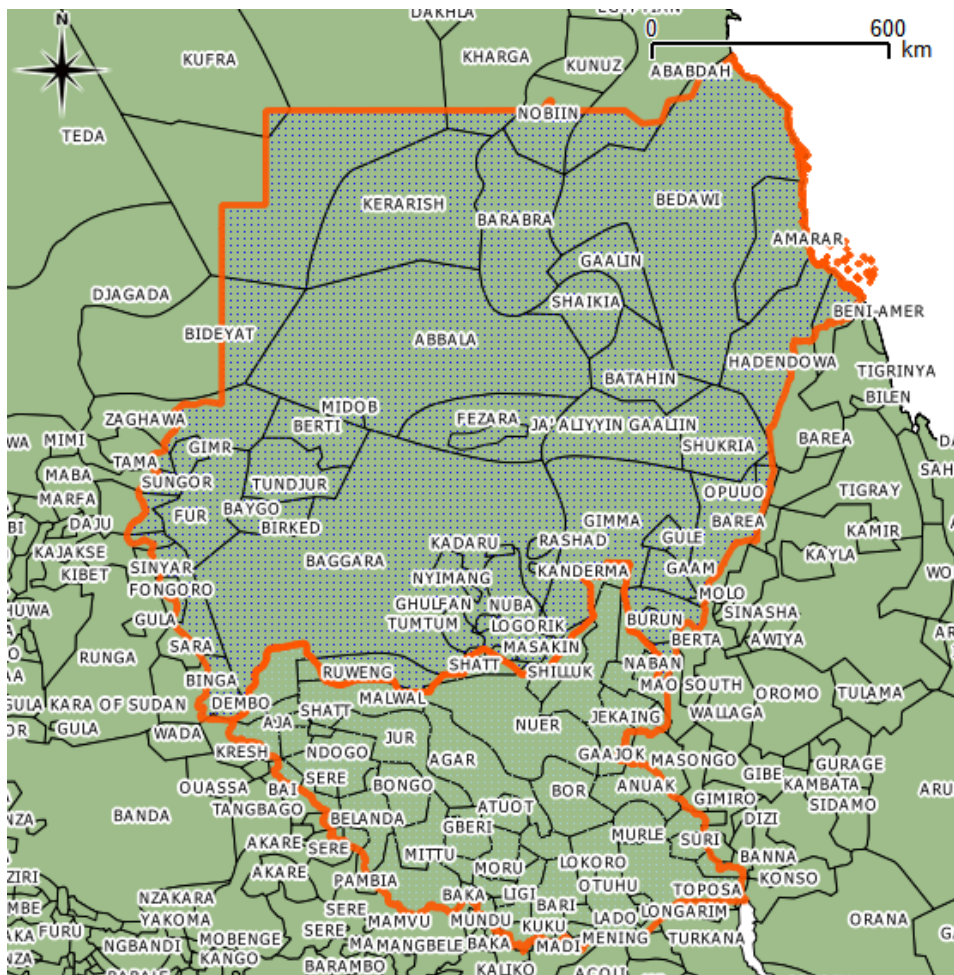 DAKHLA
N
0 600
km
KHARGA
KUFRA
KUNUZ
ABABDAH
NOBIIN
TEDA
KERARISH
BEDAWI
BARABRA
AMARAR
GAALIN
DJAGADA
SHAIKIA
BENI-AMER
BIDEYAT
ABBALA
HADENDOWA
TIGRINYA
BATAHIN
BILEN
MIDOB
ZAGHAWA
FEZARA
BERTI
JA'ALIYYIN GAALIIN
MIMI
GIMR
SHUKRIA
BAREA
TAMA
MABA
SUNGOR
TUNDJUR
OPUUO
TIGRAY
MARFA
BAYGO
FUR
GIMMA
BAREA
DAJU
BIRKED
KAMIR
KADARU
RASHAD
GULE
KAJAKSE
BAGGARA
KAYLA
SINYAR
KANDERMA
GAAM
KIBET
NYIMANG
FONGORO
MOLO
GHULFAN
NUBA
SINASHA
GULA
TUMTUM
LOGORIK
BURUN
SARA
MASAKIN
BERTA
AWIYA
RUNGA
SHATT
NABAN
RUWENG
SHILLUK
BINGA
MAO
SOUTH
OROMO
TULAMA
GULA
KARA OF SUDAN
DEMBO
MALWAL
SHATT
NUER
JEKAING
WALLAGA
AJA
GULA
WADA
JUR
KRESH
NDOGO
AGAR
GAAJOK
MASONGO
GURAGE
SERE
GIBE
OUASSA
BAI
BONGO
BOR
ANUAK
KAMBATA
TANGBAGO
ATUOT
GIMIRO
SIDAMO
BANDA
BELANDA
GBERI
DIZI
AKARE
MURLE
SURI
SERE
MITTU
LOKORO
BANNA
AKARE
MORU
KONSO
PAMBIA
OTUHU
TOPOSA
NZAKARA
BAKA
LIGI
SERE
BARI
LONGARIM
YAKOMA
MAMVU
MUNDU
LADO
ORANA
FURU
SERE
KUKU
MOBENGE
MENING
TURKANA
NGBANDI
MANGBELE
BAKA
MADI
KANGO
BARAMBO
KALIKO